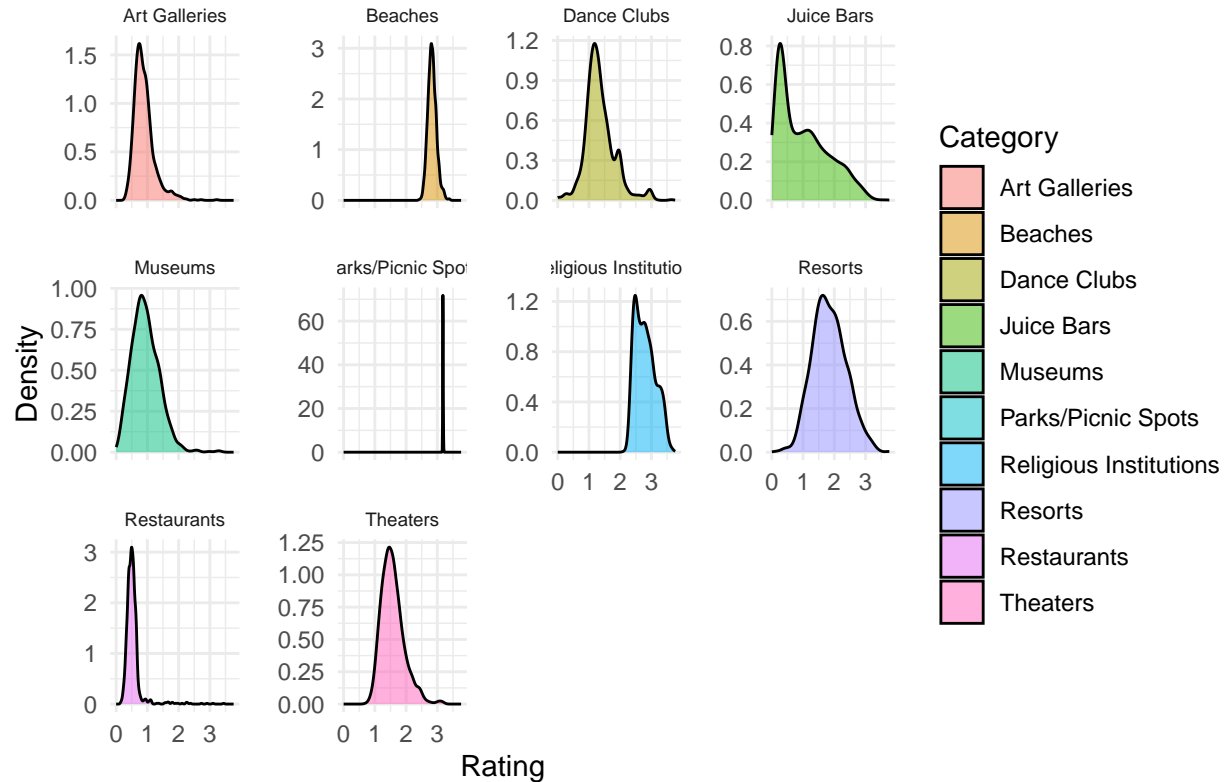 Art Galleries
Beaches
Dance Clubs
Juice Bars
1.5
1.0
0.5
0.0
3
2
1
0
1.2
0.9
0.6
0.3
0.0
0.8
0.6
0.4
0.2
0.0
Museums
arks/Picnic Spot
eligious Institutio
Resorts
1.00
0.75
0.50
0.25
0.00
60
40
20
0
1.2
0.8
0.4
0.0
0.6
0.4
0.2
0.0
0 1 2 3
0 1 2 3
Restaurants
Theaters
3
2
1
0
1.25
1.00
0.75
0.50
0.25
0.00
0 1 2 3
0 1 2 3
Density
Rating
Category
Art Galleries
Beaches
Dance Clubs
Juice Bars
Museums
Parks/Picnic Spots
Religious Institutions
Resorts
Restaurants
Theaters